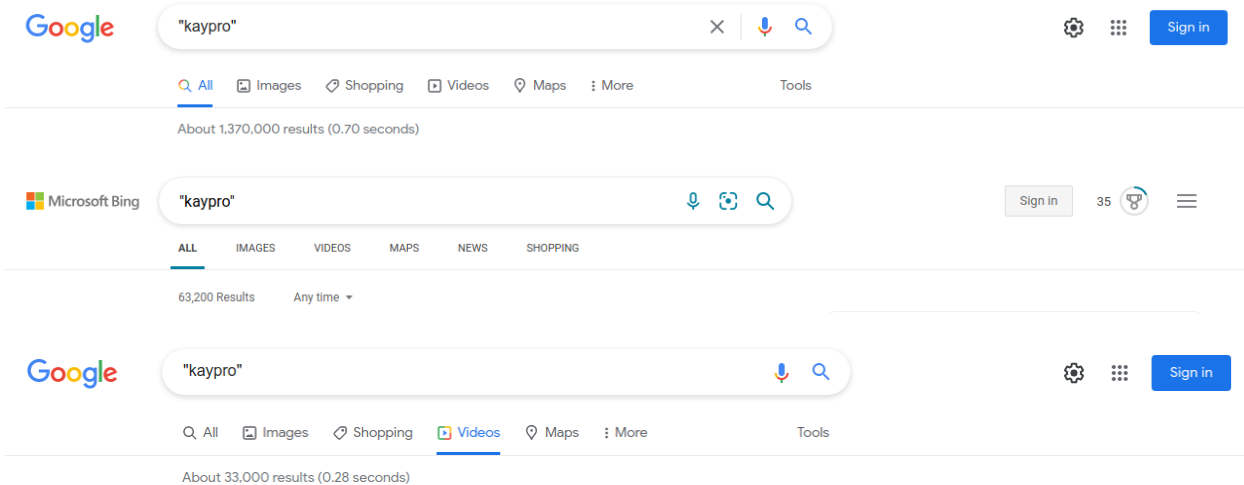 Google "kaypro" Sign in
All Images Shopping Videos Maps More Tools
About 1,370,000 results (0.70 seconds)
Microsoft Bing "kaypro" Sign in 35
ALL IMAGES VIDEOS MAPS NEWS SHOPPING
63,200 Results Any time
Google "kaypro" Sign in
All Images Shopping Videos Maps More Tools
About 33,000 results (0.28 seconds)